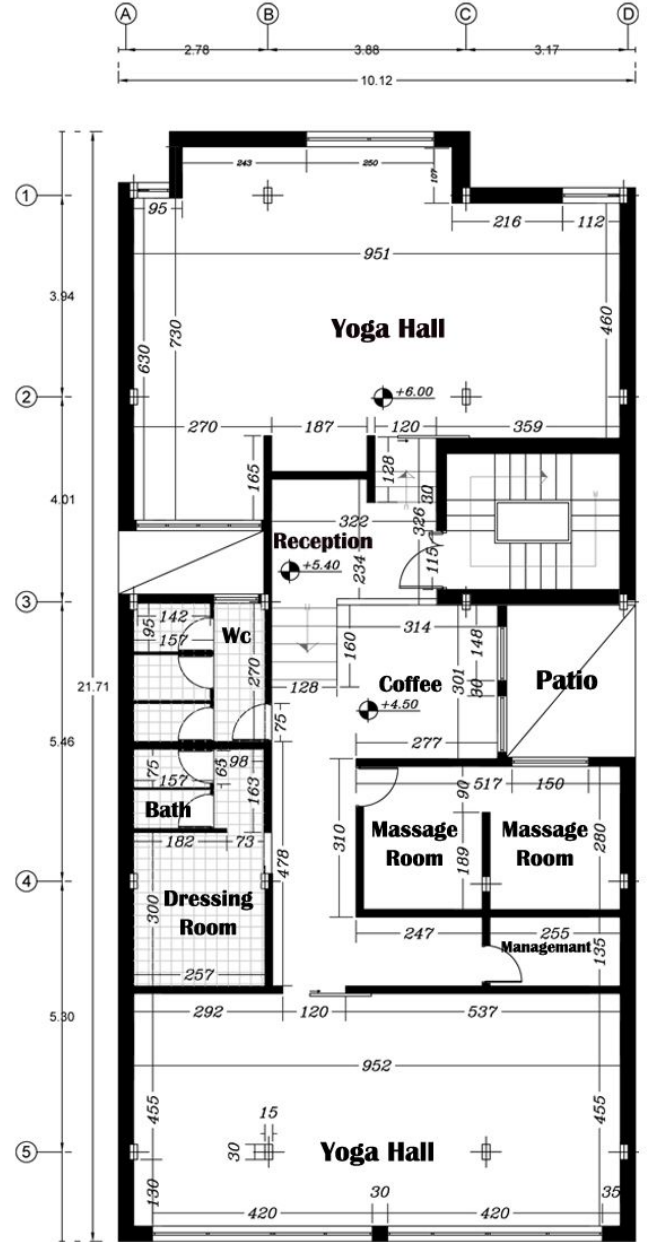 A B C D
2.78 3.88 3.17
10.12
243 250 107
1
95 216 112
951
3.94
Yoga Hall
630 730 460
2
+6.00
270 187 120 359
165 128
4.01
30
322 326
Reception
115
+5.40
234
3
142 95 157
Wc
160 314 148
270
21.71
128
Coffee
301 30
Patio
75
+4.50
277
5.46
75 157 65 98
163
517 150
90
Bath
310
Massage Room
Massage Room
280
182 73
189
478
4
300
Dressing Room
247 255
Managemant
135
257
292 120 537
5.30
952
455 455
15
30
5
Yoga Hall
130
30 35
420 420